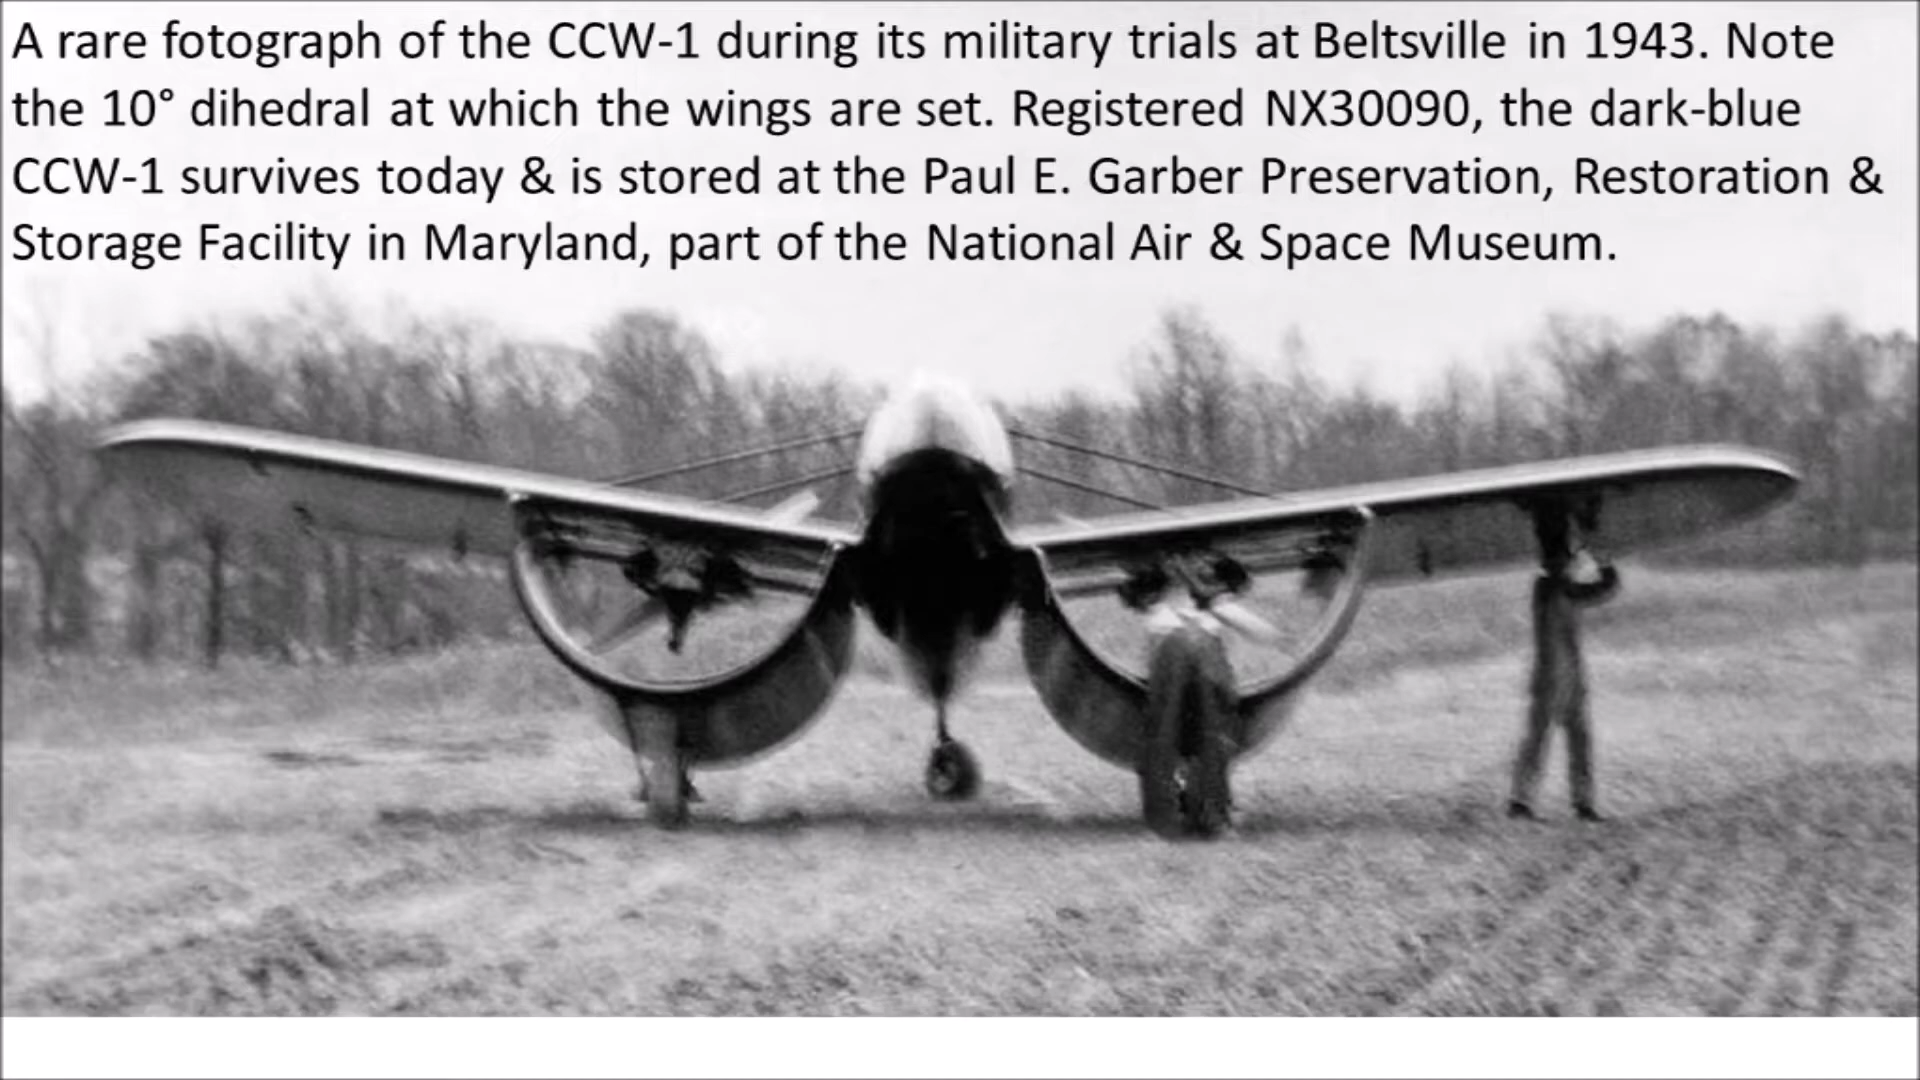 A rare fotograph of the CCW-1 during its military trials at Beltsville in 1943. Note
the 10° dihedral at which the wings are set. Registered NX30090, the dark-blue
CCW-1 survives today & is stored at the Paul E. Garber Preservation, Restoration &
Storage Facility in Maryland, part of the National Air & Space Museum.